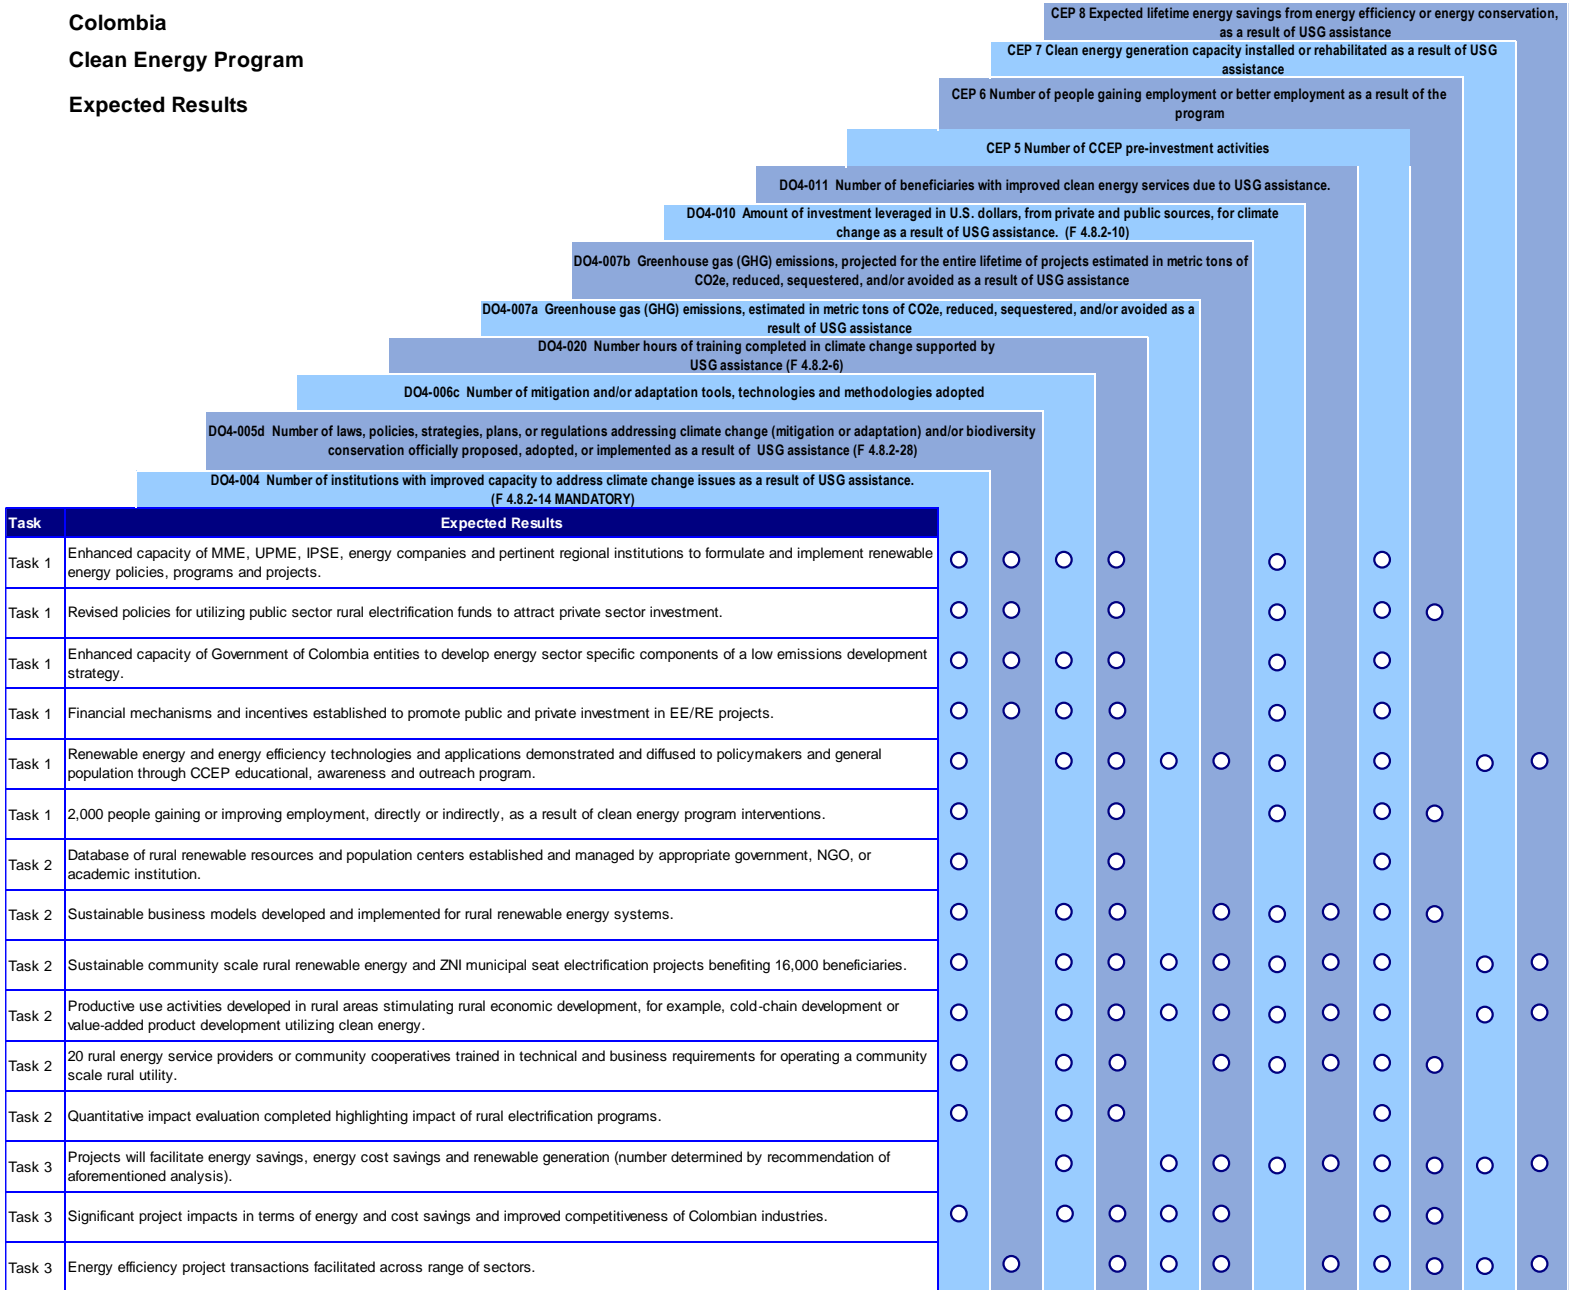 Colombia
Clean Energy Program
Expected Results
CEP 8 Expected lifetime energy savings from energy efficiency or energy conservation,
as a result of USG assistance
CEP 7 Clean energy generation capacity installed or rehabilitated as a result of USG
assistance
CEP 6 Number of people gaining employment or better employment as a result of the
program
CEP 5 Number of CCEP pre-investment activities
DO4-011 Number of beneficiaries with improved clean energy services due to USG assistance.
DO4-010 Amount of investment leveraged in U.S. dollars, from private and public sources, for climate
change as a result of USG assistance. (F 4.8.2-10)
DO4-007b Greenhouse gas (GHG) emissions, projected for the entire lifetime of projects estimated in metric tons of
CO2e, reduced, sequestered, and/or avoided as a result of USG assistance
DO4-007a Greenhouse gas (GHG) emissions, estimated in metric tons of CO2e, reduced, sequestered, and/or avoided as a
result of USG assistance
DO4-020 Number hours of training completed in climate change supported by
USG assistance (F 4.8.2-6)
DO4-006c Number of mitigation and/or adaptation tools, technologies and methodologies adopted
DO4-005d Number of laws, policies, strategies, plans, or regulations addressing climate change (mitigation or adaptation) and/or biodiversity
conservation officially proposed, adopted, or implemented as a result of USG assistance (F 4.8.2-28)
DO4-004 Number of institutions with improved capacity to address climate change issues as a result of USG assistance.
(F 4.8.2-14 MANDATORY)
Task Expected Results
Task 1 Enhanced capacity of MME, UPME, IPSE, energy companies and pertinent regional institutions to formulate and implement renewable
energy policies, programs and projects.
Task 1 Revised policies for utilizing public sector rural electrification funds to attract private sector investment.
Task 1 Enhanced capacity of Government of Colombia entities to develop energy sector specific components of a low emissions development
strategy.
Task 1 Financial mechanisms and incentives established to promote public and private investment in EE/RE projects.
Task 1 Renewable energy and energy efficiency technologies and applications demonstrated and diffused to policymakers and general
population through CCEP educational, awareness and outreach program.
Task 1 2,000 people gaining or improving employment, directly or indirectly, as a result of clean energy program interventions.
Task 2 Database of rural renewable resources and population centers established and managed by appropriate government, NGO, or
academic institution.
Task 2 Sustainable business models developed and implemented for rural renewable energy systems.
Task 2 Sustainable community scale rural renewable energy and ZNI municipal seat electrification projects benefiting 16,000 beneficiaries.
Task 2 Productive use activities developed in rural areas stimulating rural economic development, for example, cold-chain development or
value-added product development utilizing clean energy.
Task 2 20 rural energy service providers or community cooperatives trained in technical and business requirements for operating a community
scale rural utility.
Task 2 Quantitative impact evaluation completed highlighting impact of rural electrification programs.
Task 3 Projects will facilitate energy savings, energy cost savings and renewable generation (number determined by recommendation of
aforementioned analysis).
Task 3 Significant project impacts in terms of energy and cost savings and improved competitiveness of Colombian industries.
Task 3 Energy efficiency project transactions facilitated across range of sectors.